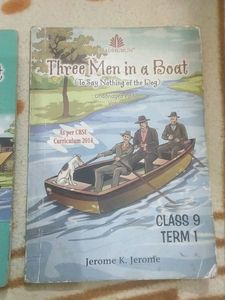 Three Men in a Boat
(To Say Nothing of the Dog)
As per CBSE
Curriculum 2014
CLASS 9
TERM 1
Jerome K. Jerome